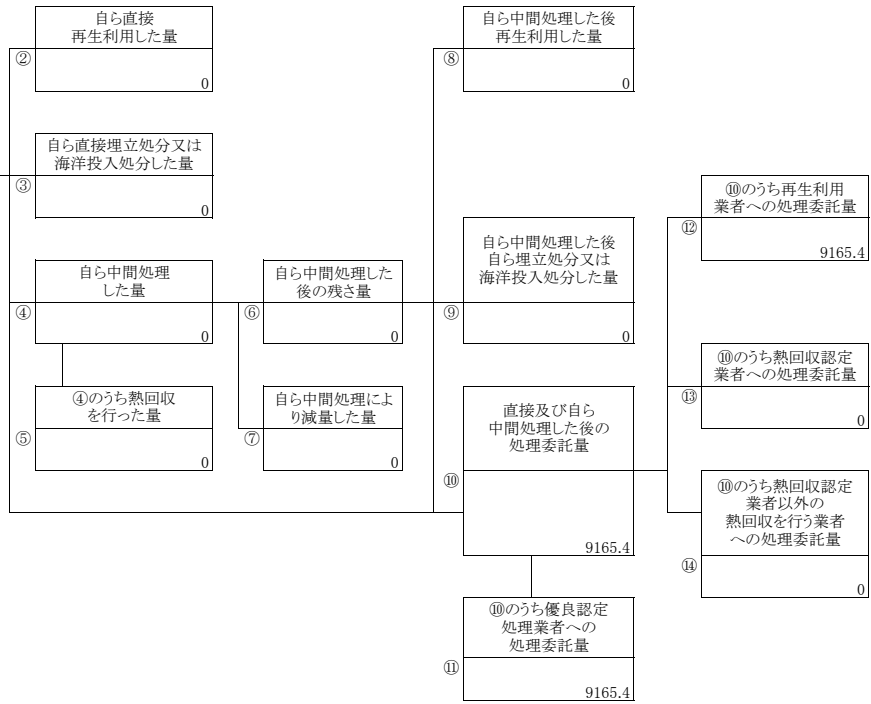 自ら直接
再生利用した量
②
0
自ら直接埋立処分又は
海洋投入処分した量
③
0
自ら中間処理
した量
④
0
④のうち熱回収
を行った量
⑤
0
自ら中間処理した
後の残さ量
⑥
0
自ら中間処理によ
り減量した量
⑦
0
自ら中間処理した後
再生利用した量
⑧
0
自ら中間処理した後
自ら埋立処分又は
海洋投入処分した量
⑨
0
直接及び自ら
中間処理した後の
処理委託量
⑩
9165.4
⑩のうち優良認定
処理業者への
処理委託量
⑪
9165.4
⑩のうち再生利用
業者への処理委託量
⑫
9165.4
⑩のうち熱回収認定
業者への処理委託量
⑬
0
⑩のうち熱回収認定
業者以外の
熱回収を行う業者
への処理委託量
⑭
0